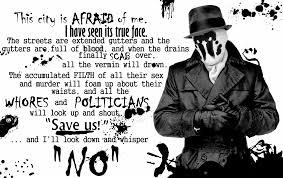 This city is AFRAID of me.
I have seen its true face.
The streets are extended gutters and the
gutters are full of blood, and when the drains
finally SCAB over,
all the vermin will drown.
The accumulated FILTH of all their sex
and murder will foam up about their
waists, and all the
WHORES and POLITICIANS
will look up and shout,
"Save us!"
... and I'll look down and whisper
"NO"